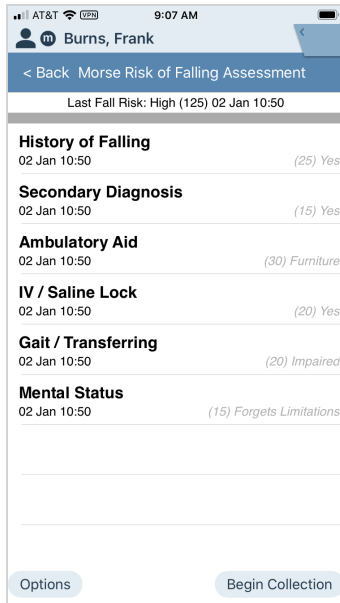 AT&T VPN 9:07 AM
m Burns, Frank
< Back Morse Risk of Falling Assessment
Last Fall Risk: High (125) 02 Jan 10:50
History of Falling
02 Jan 10:50 (25) Yes
Secondary Diagnosis
02 Jan 10:50 (15) Yes
Ambulatory Aid
02 Jan 10:50 (30) Furniture
IV / Saline Lock
02 Jan 10:50 (20) Yes
Gait / Transferring
02 Jan 10:50 (20) Impaired
Mental Status
02 Jan 10:50 (15) Forgets Limitations
Options Begin Collection